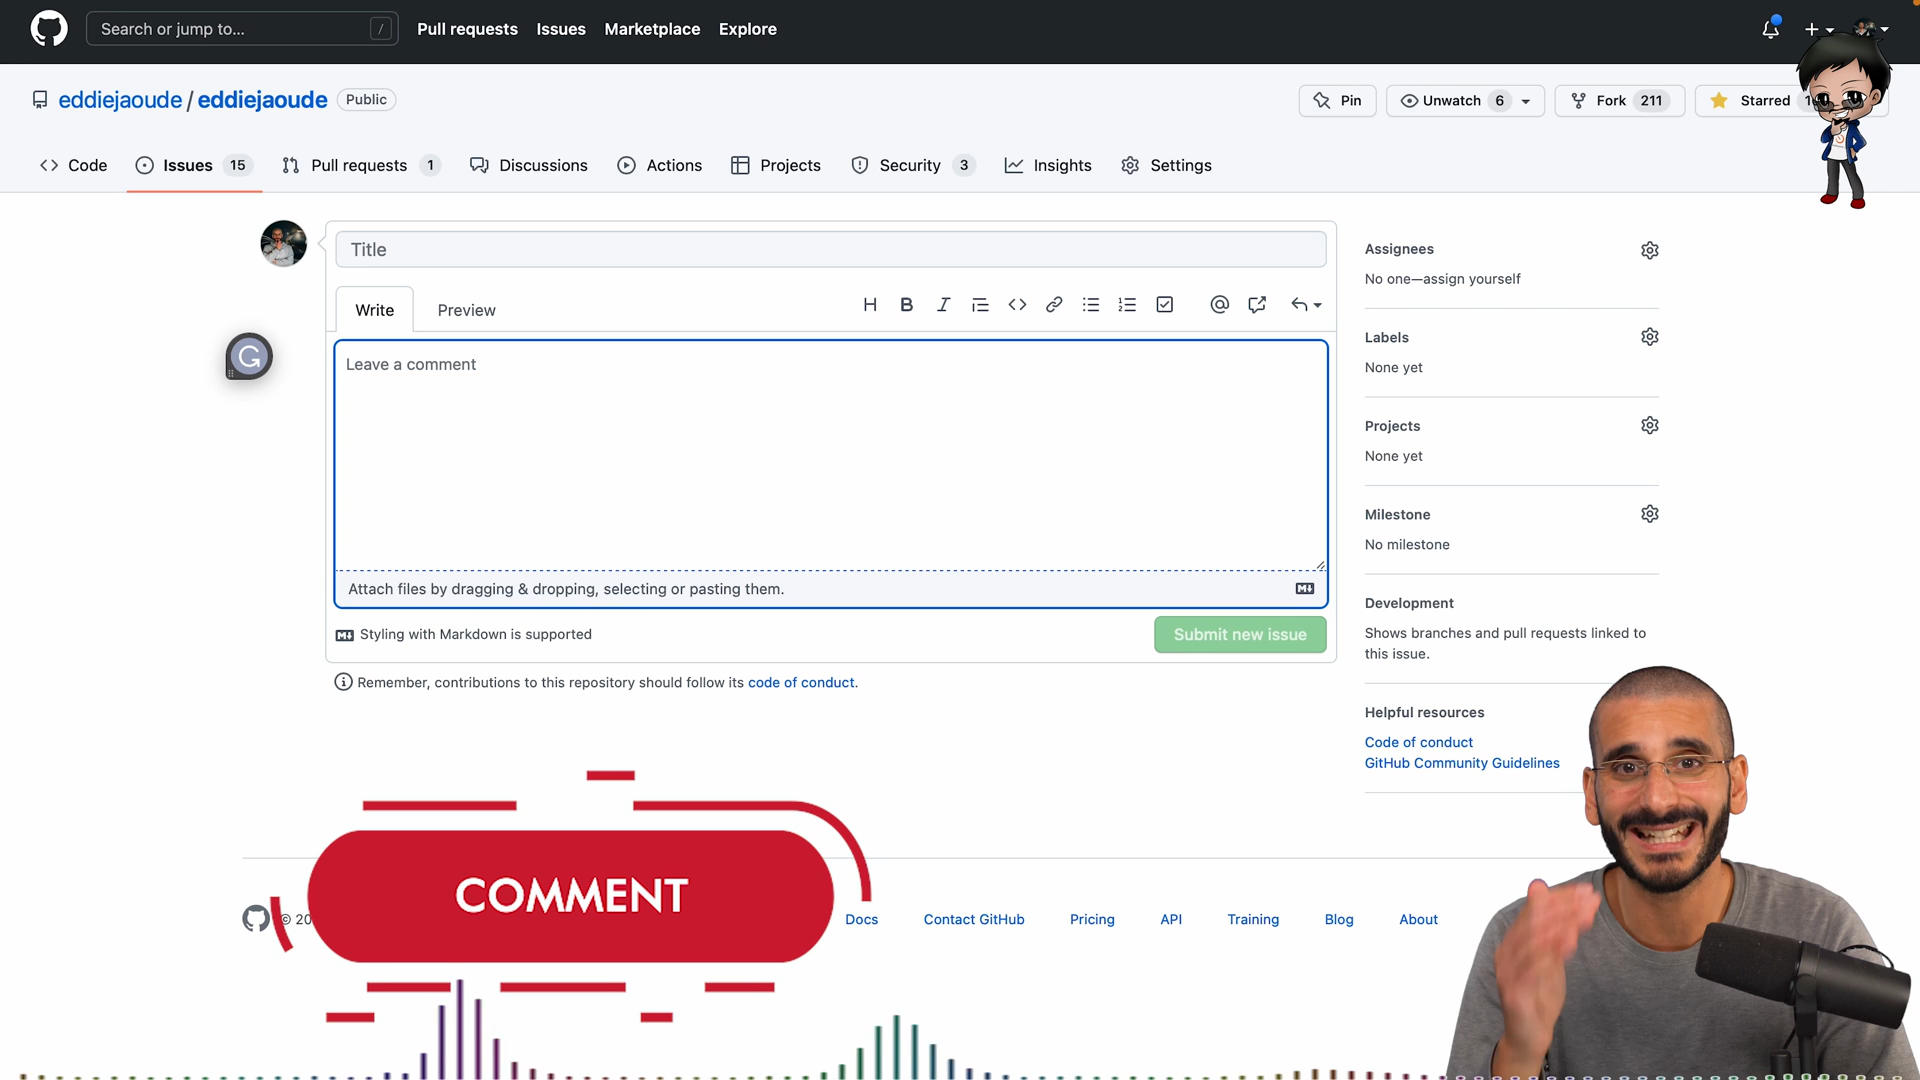 Search or jump to... /
Pull requests Issues Marketplace Explore
eddiejaoude / eddiejaoude Public
Pin Unwatch 6 Fork 211 Starred
Code Issues 15 Pull requests 1 Discussions Actions Projects Security 3 Insights Settings
Title
Write Preview
Leave a comment
Attach files by dragging & dropping, selecting or pasting them.
Styling with Markdown is supported
Submit new issue
Remember, contributions to this repository should follow its code of conduct.
Assignees
No one—assign yourself
Labels
None yet
Projects
None yet
Milestone
No milestone
Development
Shows branches and pull requests linked to
this issue.
Helpful resources
Code of conduct
GitHub Community Guidelines
COMMENT
© 20
Docs Contact GitHub Pricing API Training Blog About